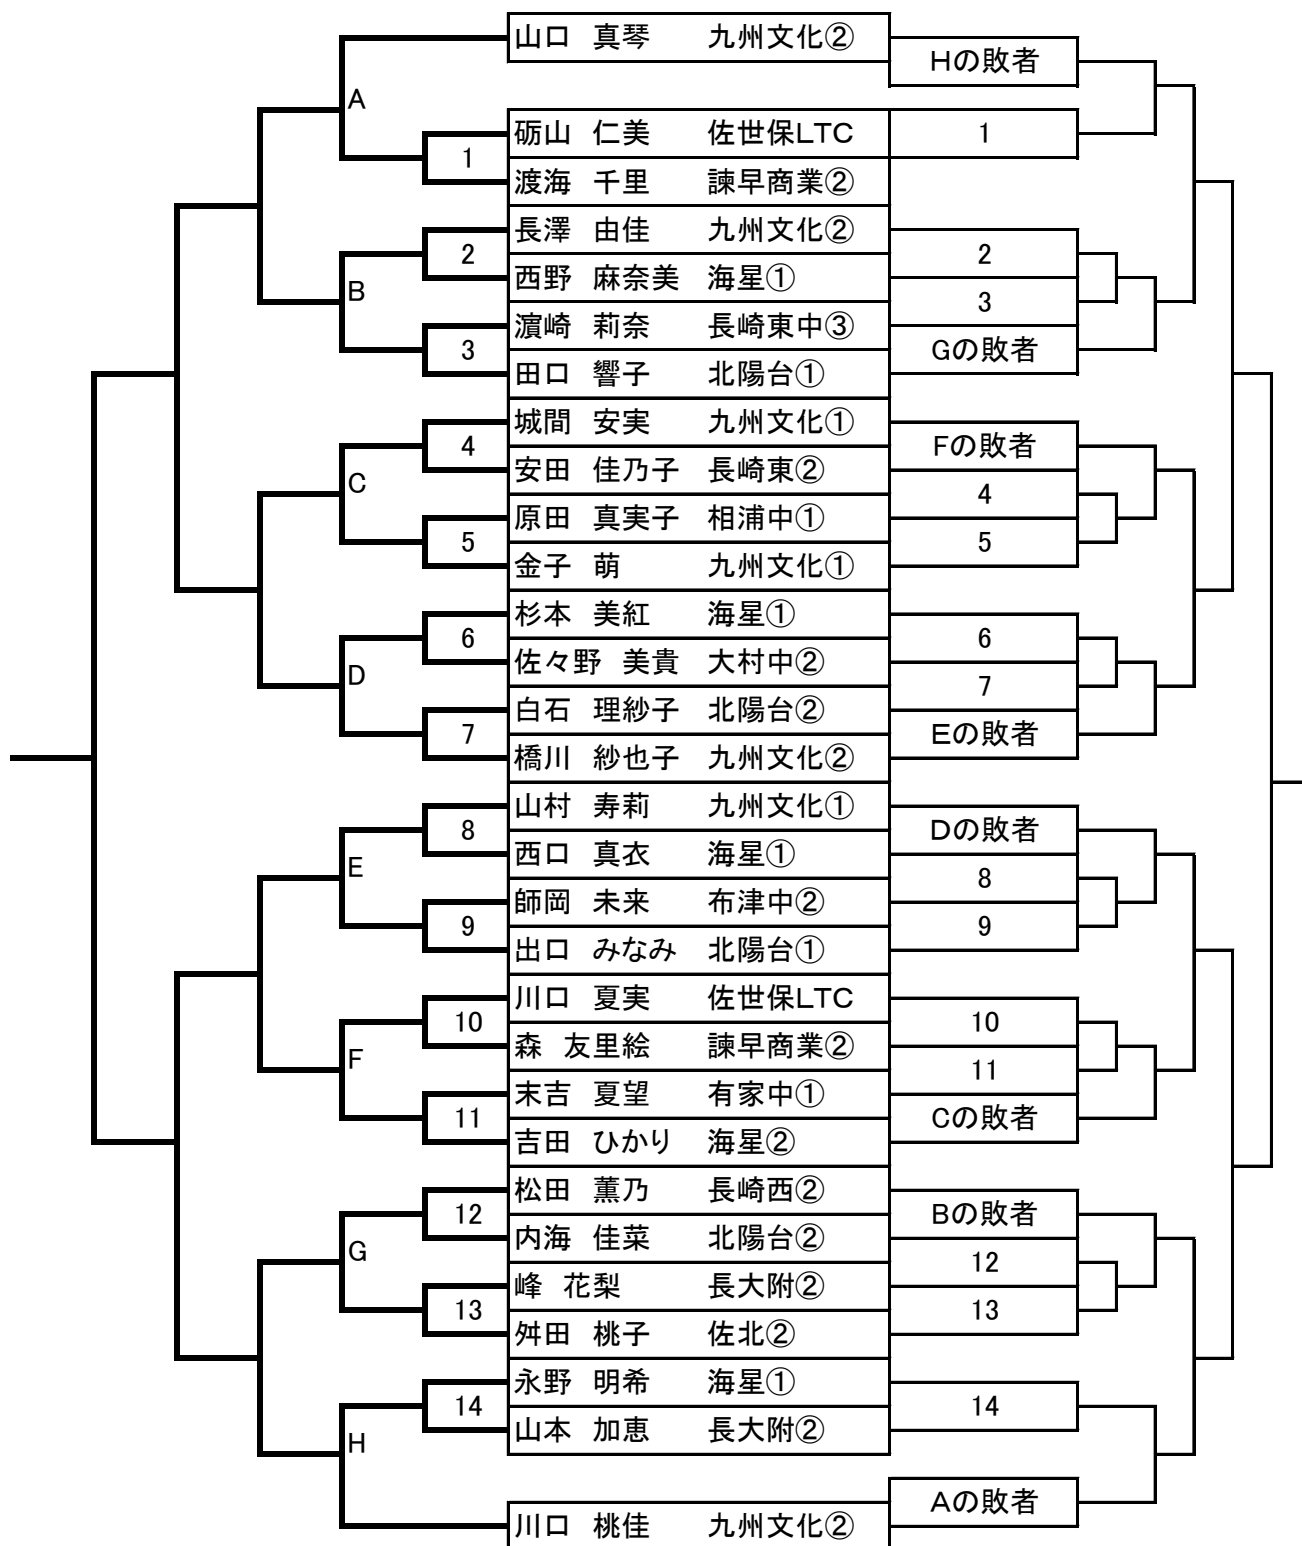 山口 真琴 九州文化②
Hの敗者
A
砺山 仁美 佐世保LTC 1
1
渡海 千里 諫早商業②
長澤 由佳 九州文化②
2 2
西野 麻奈美 海星①
B 3
濵崎 莉奈 長崎東中③
3 Gの敗者
田口 響子 北陽台①
城間 安実 九州文化①
4 Fの敗者
安田 佳乃子 長崎東②
C 4
原田 真実子 相浦中①
5 5
金子 萌 九州文化①
杉本 美紅 海星①
6 6
佐々野 美貴 大村中②
D 7
白石 理紗子 北陽台②
7 Eの敗者
橋川 紗也子 九州文化②
山村 寿莉 九州文化①
8 Dの敗者
西口 真衣 海星①
E 8
師岡 未来 布津中②
9 9
出口 みなみ 北陽台①
川口 夏実 佐世保LTC
10 10
森 友里絵 諫早商業②
F 11
末吉 夏望 有家中①
11 Cの敗者
吉田 ひかり 海星②
松田 薫乃 長崎西②
12 Bの敗者
内海 佳菜 北陽台②
G 12
峰 花梨 長大附②
13 13
舛田 桃子 佐北②
永野 明希 海星①
14 14
山本 加恵 長大附②
H
Aの敗者
川口 桃佳 九州文化②